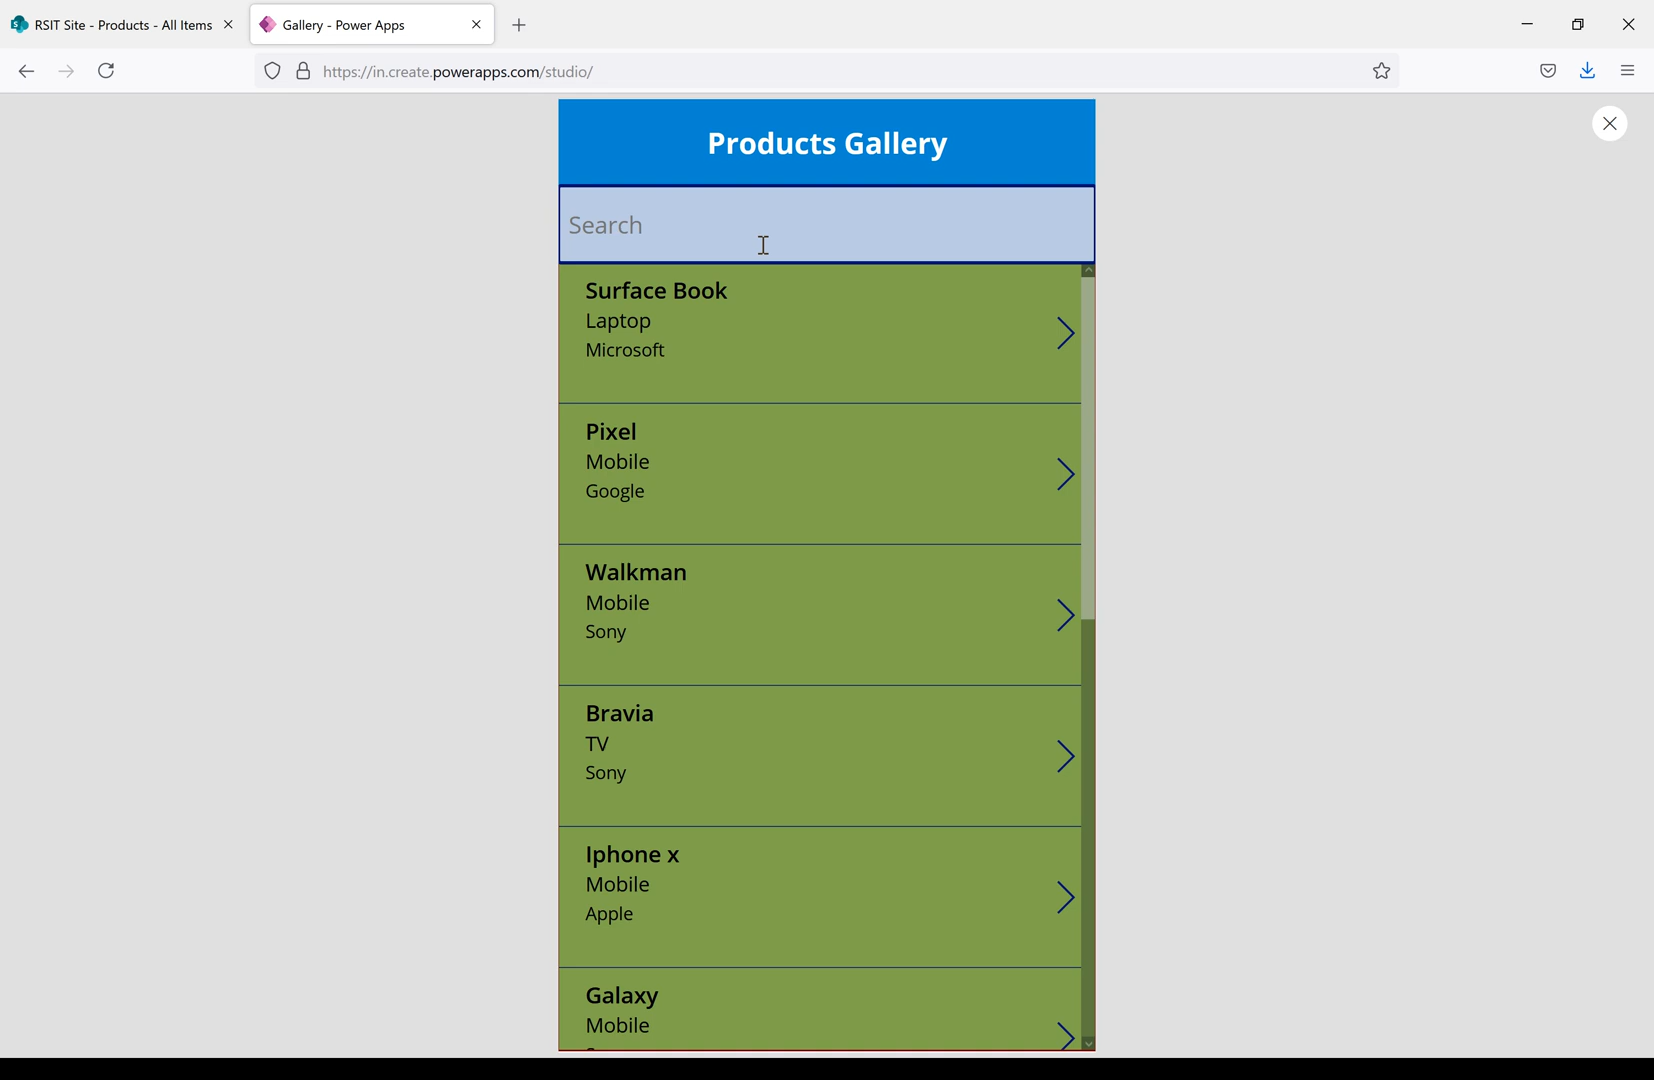 RSIT Site - Products - All Items
Gallery - Power Apps
https://in.create.powerapps.com/studio/
Products Gallery
Search
Surface Book
Laptop
Microsoft
Pixel
Mobile
Google
Walkman
Mobile
Sony
Bravia
TV
Sony
Iphone x
Mobile
Apple
Galaxy
Mobile